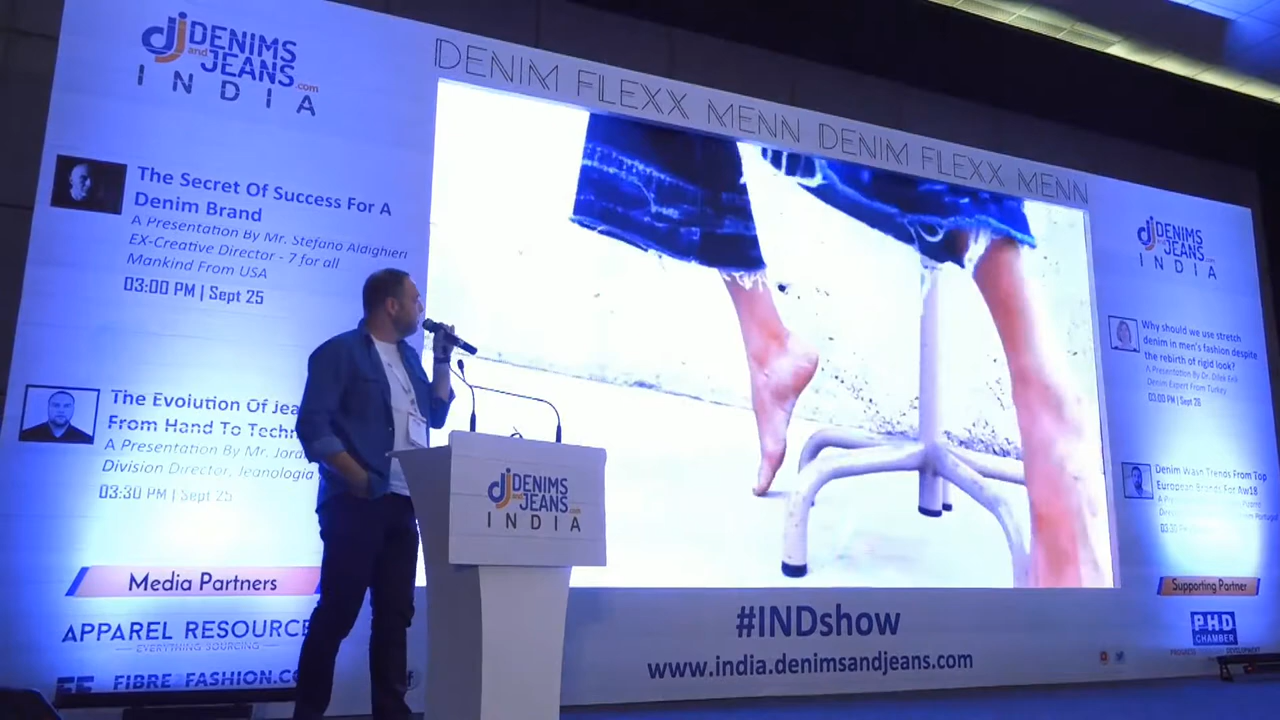 DENIMS
and
JEANS
.com
INDIA
The Secret Of Success For A
Denim Brand
A Presentation By Mr. Stefano Aldighieri
EX-Creative Director - 7 for all
Mankind From USA
03:00 PM | Sept 25
The Evolution Of Jea
From Hand To Techn
A Presentation By Mr. Jord
Division Director, Jeanologia
03:30 PM | Sept 25
Media Partners
APPAREL RESOURCE
EVERYTHING SOURCING
FIBRE2FASHION.CO
DENIM FLEXX MENN DENIM FLEXX MENN
DENIMS
and
JEANS
.com
INDIA
#INDshow
www.india.denimsandjeans.com
DENIMS
and
JEANS
.com
INDIA
Why should we use stretch
denim in men's fashion despite
the rebirth of rigid look?
A Presentation By Dr. Dilek Erik
Denim Expert From Turkey
03:00 PM | Sept 26
Denim Wash Trends From Top
European Brands For Aw18
Supporting Partner
PHD
CHAMBER